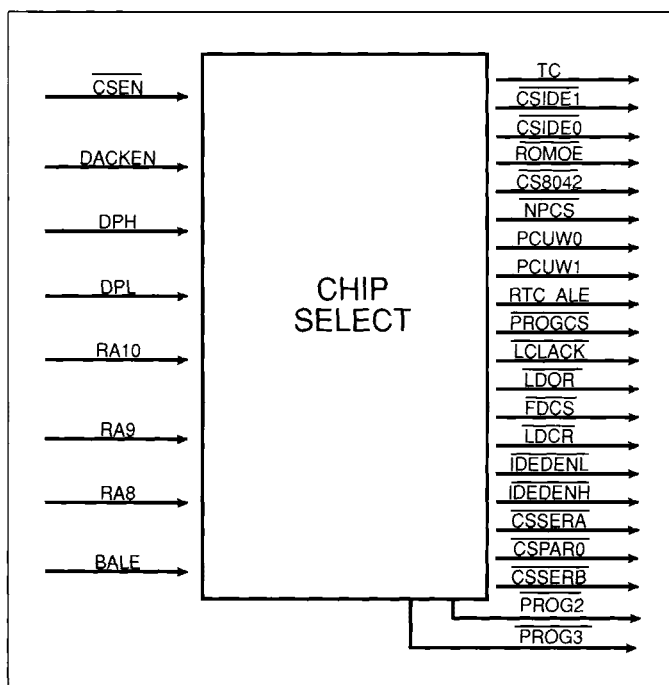 CSEN
DACKEN
DPH
DPL
RA10
RA9
RA8
BALE
CHIP
SELECT
TC
CSIDE1
CSIDE0
ROMOE
CS8042
NPCS
PCUW0
PCUW1
RTC ALE
PROGCS
LCLACK
LDOR
FDCS
LDCR
IDEDENL
IDEDENH
CSSERA
CSPAR0
CSSERB
PROG2
PROG3